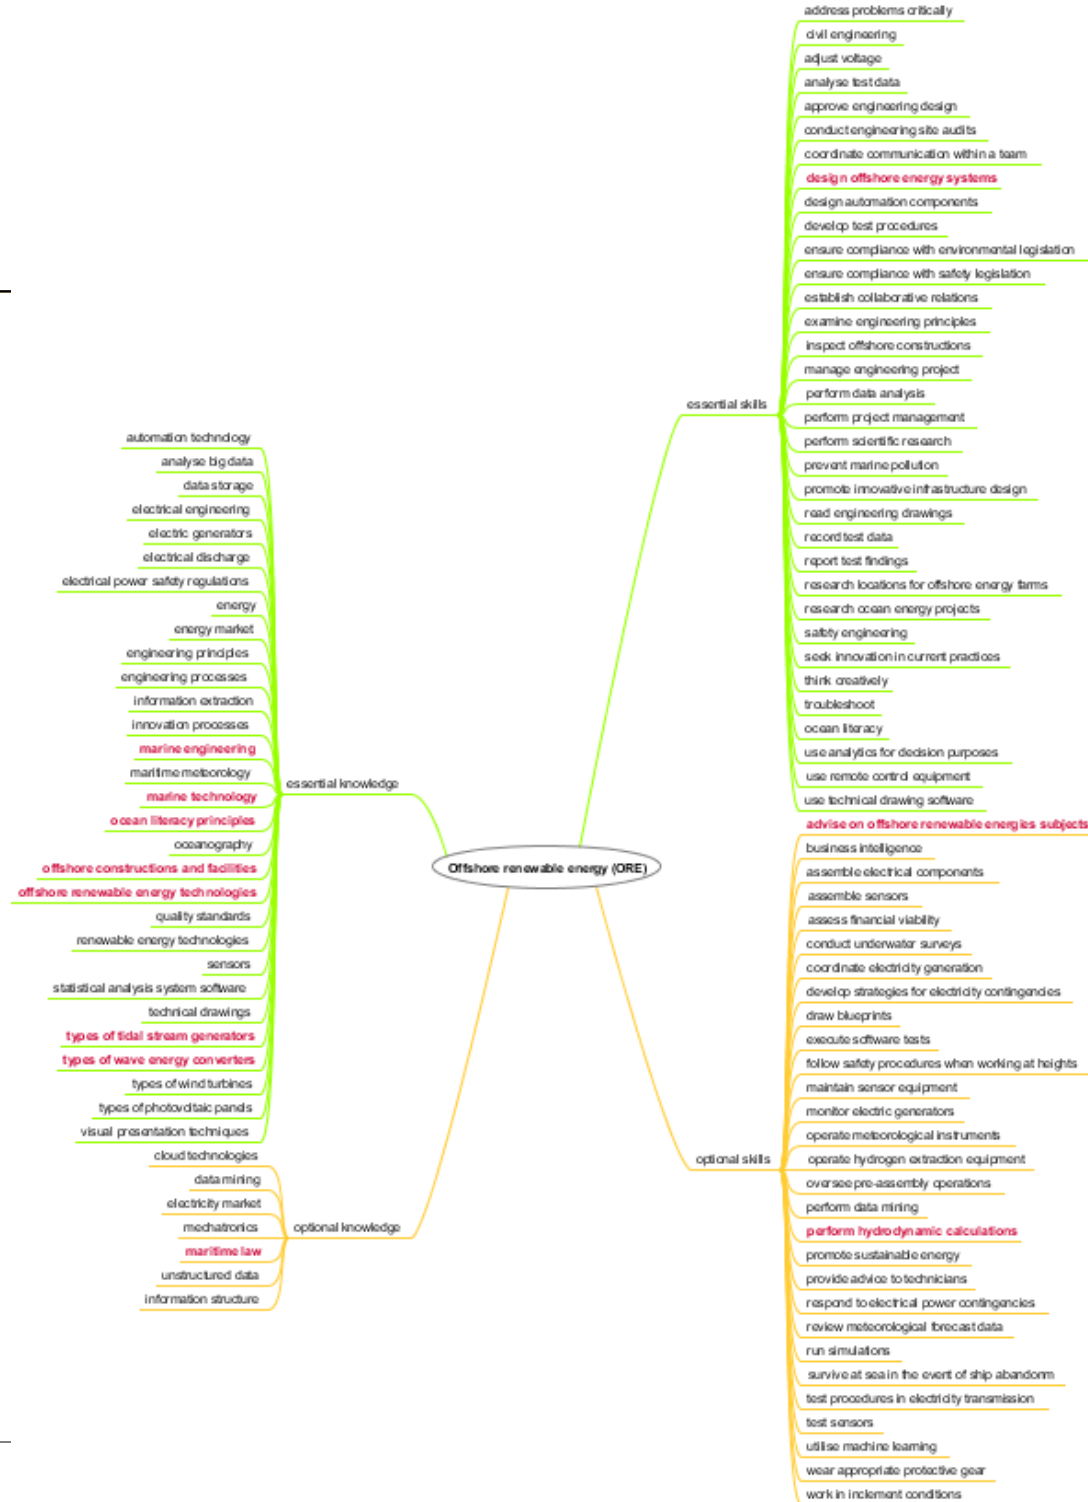 address problems critically
civil engineering
adjust voltage
analyse test data
approve engineering design
conduct engineering site audits
coordinate communication within a team
design offshore energy systems
design automation components
develop test procedures
ensure compliance with environmental legislation
ensure compliance with safety legislation
establish collaborative relations
examine engineering principles
inspect offshore constructions
manage engineering project
perform data analysis
essential skills
perform project management
perform scientific research
prevent marine pollution
promote innovative infrastructure design
read engineering drawings
record test data
report test findings
research locations for offshore energy farms
research ocean energy projects
safety engineering
seek innovation in current practices
think creatively
troubleshoot
ocean literacy
use analytics for decision purposes
use remote control equipment
use technical drawing software
automation technology
analyse big data
data storage
electrical engineering
electric generators
electrical discharge
electrical power safety regulations
energy
energy market
engineering principles
engineering processes
information extraction
innovation processes
marine engineering
maritime meteorology
essential knowledge
marine technology
ocean literacy principles
oceanography
offshore constructions and facilities
offshore renewable energy technologies
quality standards
renewable energy technologies
sensors
statistical analysis system software
technical drawings
types of tidal stream generators
types of wave energy converters
types of wind turbines
types of photovoltaic panels
visual presentation techniques
Offshore renewable energy (ORE)
cloud technologies
data mining
electricity market
mechatronics
optional knowledge
maritime law
unstructured data
information structure
advise on offshore renewable energies subjects
business intelligence
assemble electrical components
assemble sensors
assess financial viability
conduct underwater surveys
coordinate electricity generation
develop strategies for electricity contingencies
draw blueprints
execute software tests
follow safety procedures when working at heights
maintain sensor equipment
monitor electric generators
operate meteorological instruments
optional skills
operate hydrogen extraction equipment
oversee pre-assembly operations
perform data mining
perform hydrodynamic calculations
promote sustainable energy
provide advice to technicians
respond to electrical power contingencies
review meteorological forecast data
run simulations
survive at sea in the event of ship abandonm
test procedures in electricity transmission
test sensors
utilise machine learning
wear appropriate protective gear
work in inclement conditions